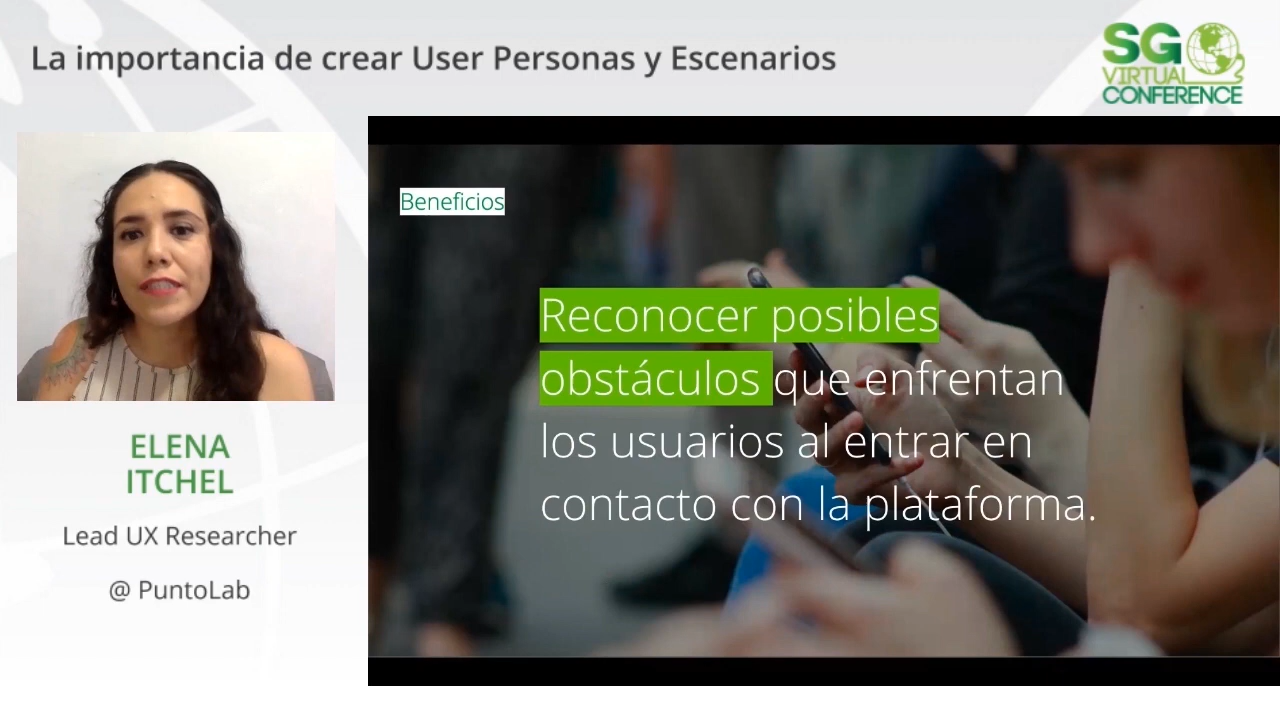 La importancia de crear User Personas y Escenarios
SG
VIRTUAL
CONFERENCE
Beneficios
Reconocer posibles
obstáculos que enfrentan
los usuarios al entrar en
contacto con la plataforma.
ELENA
ITCHEL
Lead UX Researcher
@ PuntoLab